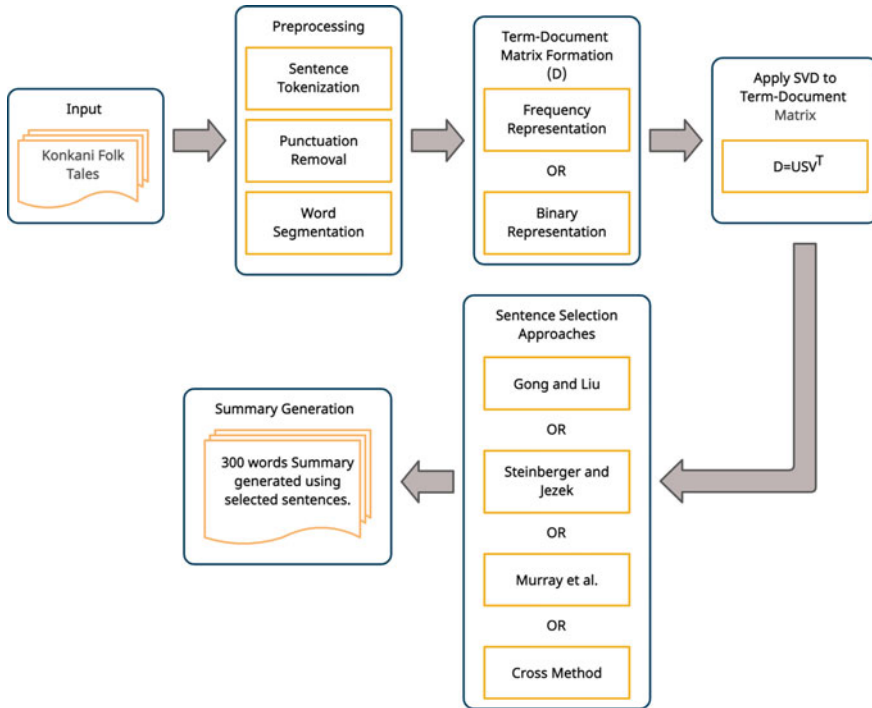 Input
Konkani Folk
Tales
Preprocessing
Sentence
Tokenization
Punctuation
Removal
Word
Segmentation
Term-Document
Matrix Formation
(D)
Frequency
Representation
OR
Binary
Representation
Apply SVD to
Term-Document
Matrix
D=USVᵀ
Sentence Selection
Approaches
Gong and Liu
OR
Steinberger and
Jezek
OR
Murray et al.
OR
Cross Method
Summary Generation
300 words Summary
generated using
selected sentences.